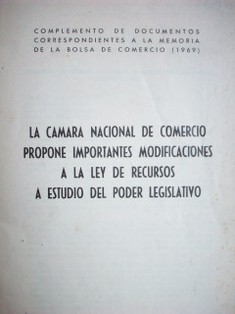 COMPLEMENTO DE DOCUMENTOS
CORRESPONDIENTES A LA MEMORIA
DE LA BOLSA DE COMERCIO (1969)
LA CAMARA NACIONAL DE COMERCIO
PROPONE IMPORTANTES MODIFICACIONES
A LA LEY DE RECURSOS
A ESTUDIO DEL PODER LEGISLATIVO